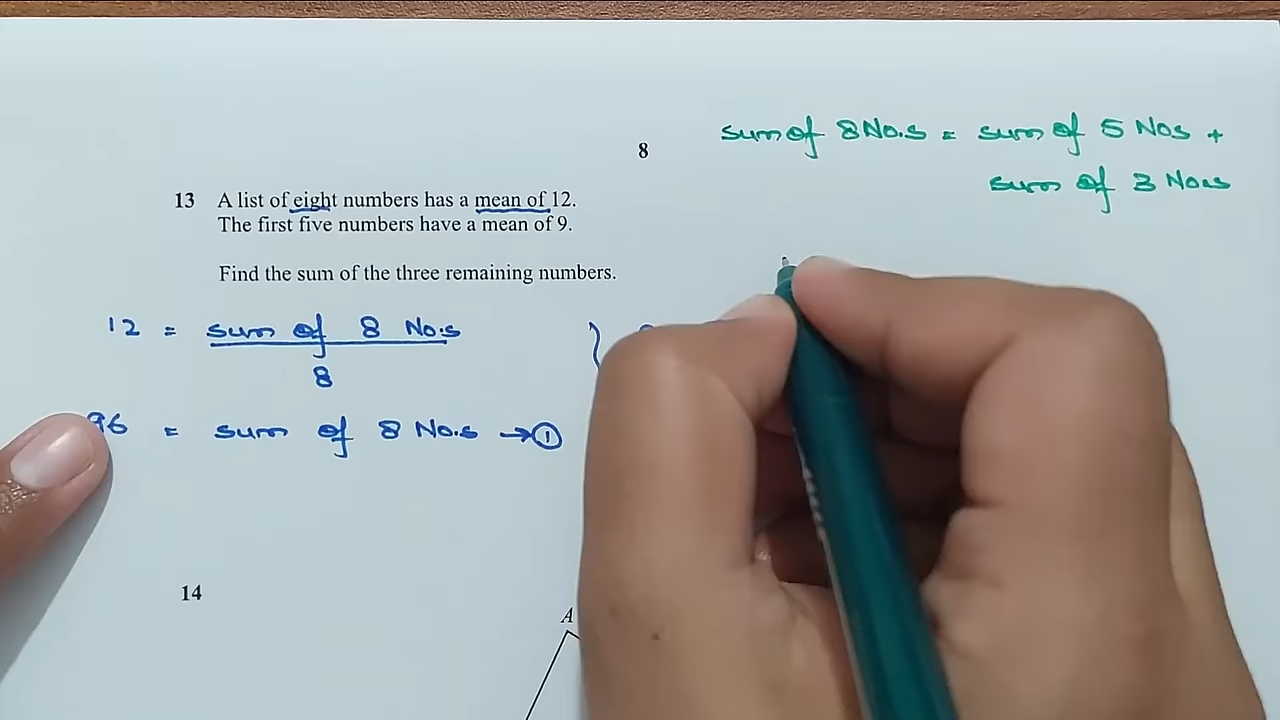 sum of 8 No.s = sum of 5 Nos +
sum of 3 No.s
8
13 A list of eight numbers has a mean of 12.
The first five numbers have a mean of 9.
Find the sum of the three remaining numbers.
12 = sum of 8 No.s
8
96 = sum of 8 No.s → ①
14
A